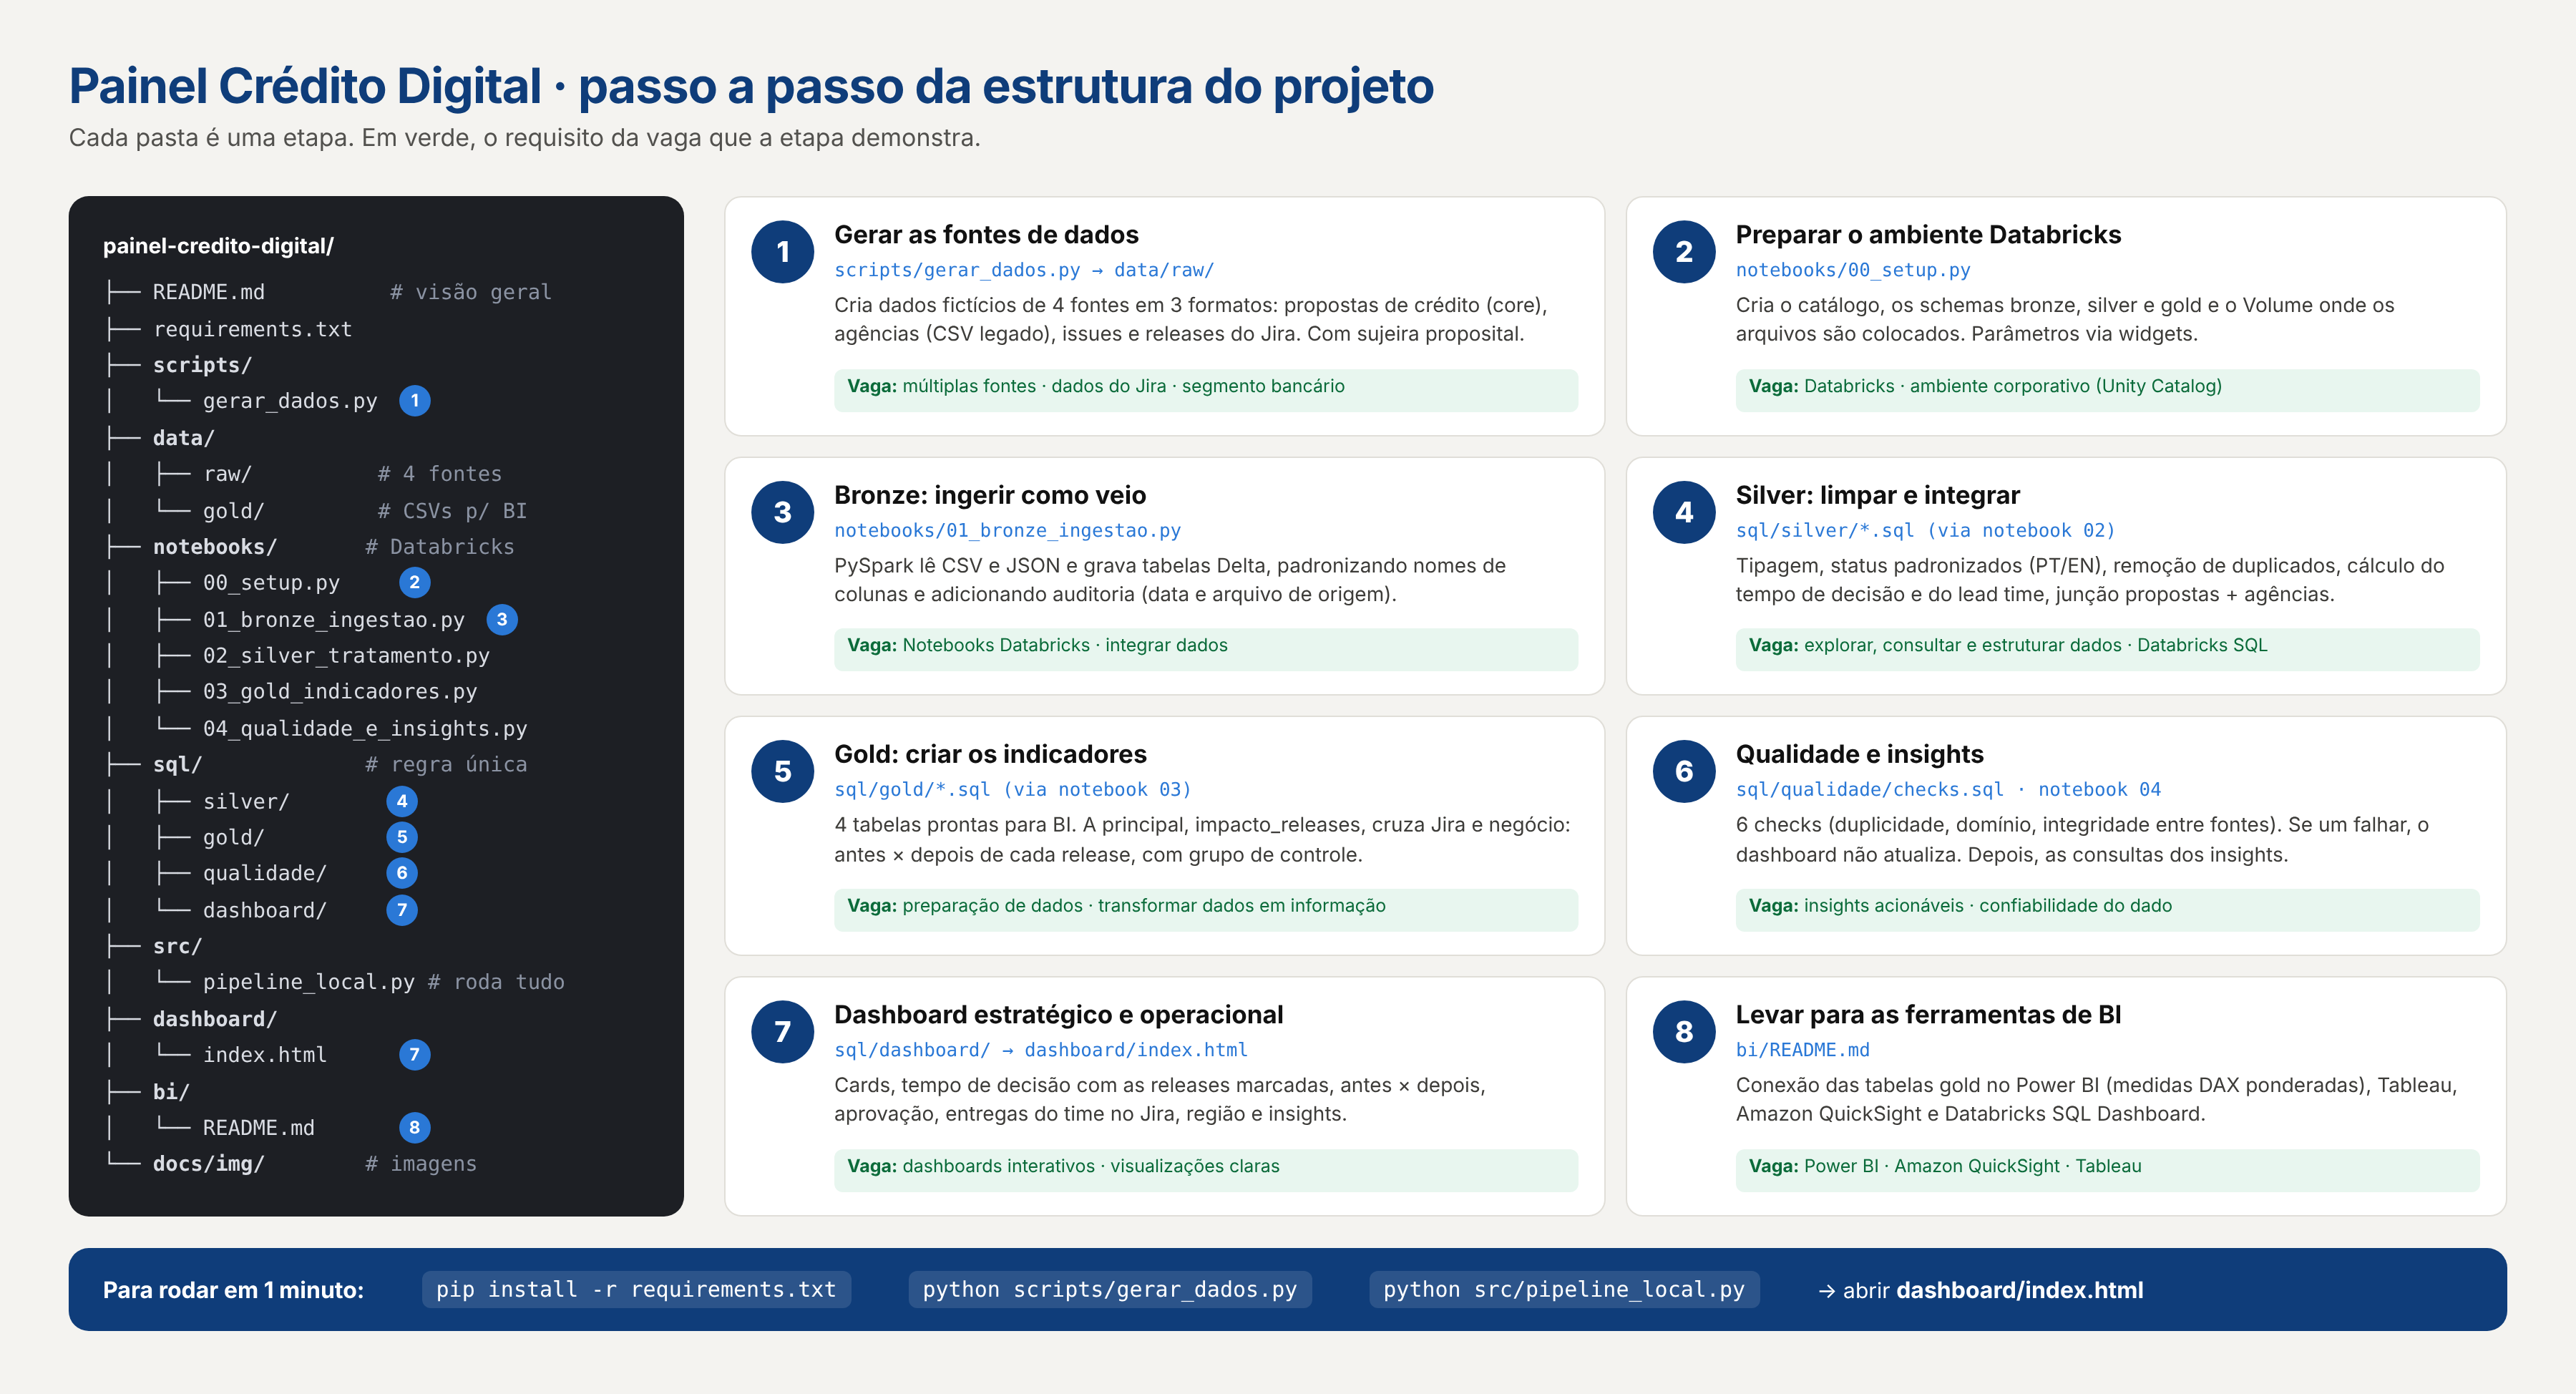 Painel Crédito Digital · passo a passo da estrutura do projeto
Cada pasta é uma etapa. Em verde, o requisito da vaga que a etapa demonstra.
painel-credito-digital/
├── README.md          # visão geral
├── requirements.txt
├── scripts/
│   └── gerar_dados.py  1
├── data/
│   ├── raw/          # 4 fontes
│   └── gold/         # CSVs p/ BI
├── notebooks/       # Databricks
│   ├── 00_setup.py     2
│   ├── 01_bronze_ingestao.py  3
│   ├── 02_silver_tratamento.py
│   ├── 03_gold_indicadores.py
│   └── 04_qualidade_e_insights.py
├── sql/             # regra única
│   ├── silver/        4
│   ├── gold/          5
│   ├── qualidade/     6
│   └── dashboard/     7
├── src/
│   └── pipeline_local.py # roda tudo
├── dashboard/
│   └── index.html      7
├── bi/
│   └── README.md       8
└── docs/img/        # imagens
1
Gerar as fontes de dados
scripts/gerar_dados.py → data/raw/
Cria dados fictícios de 4 fontes em 3 formatos: propostas de crédito (core),
agências (CSV legado), issues e releases do Jira. Com sujeira proposital.
Vaga: múltiplas fontes · dados do Jira · segmento bancário
2
Preparar o ambiente Databricks
notebooks/00_setup.py
Cria o catálogo, os schemas bronze, silver e gold e o Volume onde os
arquivos são colocados. Parâmetros via widgets.
Vaga: Databricks · ambiente corporativo (Unity Catalog)
3
Bronze: ingerir como veio
notebooks/01_bronze_ingestao.py
PySpark lê CSV e JSON e grava tabelas Delta, padronizando nomes de
colunas e adicionando auditoria (data e arquivo de origem).
Vaga: Notebooks Databricks · integrar dados
4
Silver: limpar e integrar
sql/silver/*.sql (via notebook 02)
Tipagem, status padronizados (PT/EN), remoção de duplicados, cálculo do
tempo de decisão e do lead time, junção propostas + agências.
Vaga: explorar, consultar e estruturar dados · Databricks SQL
5
Gold: criar os indicadores
sql/gold/*.sql (via notebook 03)
4 tabelas prontas para BI. A principal, impacto_releases, cruza Jira e negócio:
antes × depois de cada release, com grupo de controle.
Vaga: preparação de dados · transformar dados em informação
6
Qualidade e insights
sql/qualidade/checks.sql · notebook 04
6 checks (duplicidade, domínio, integridade entre fontes). Se um falhar, o
dashboard não atualiza. Depois, as consultas dos insights.
Vaga: insights acionáveis · confiabilidade do dado
7
Dashboard estratégico e operacional
sql/dashboard/ → dashboard/index.html
Cards, tempo de decisão com as releases marcadas, antes × depois,
aprovação, entregas do time no Jira, região e insights.
Vaga: dashboards interativos · visualizações claras
8
Levar para as ferramentas de BI
bi/README.md
Conexão das tabelas gold no Power BI (medidas DAX ponderadas), Tableau,
Amazon QuickSight e Databricks SQL Dashboard.
Vaga: Power BI · Amazon QuickSight · Tableau
Para rodar em 1 minuto: pip install -r requirements.txt python scripts/gerar_dados.py python src/pipeline_local.py → abrir dashboard/index.html